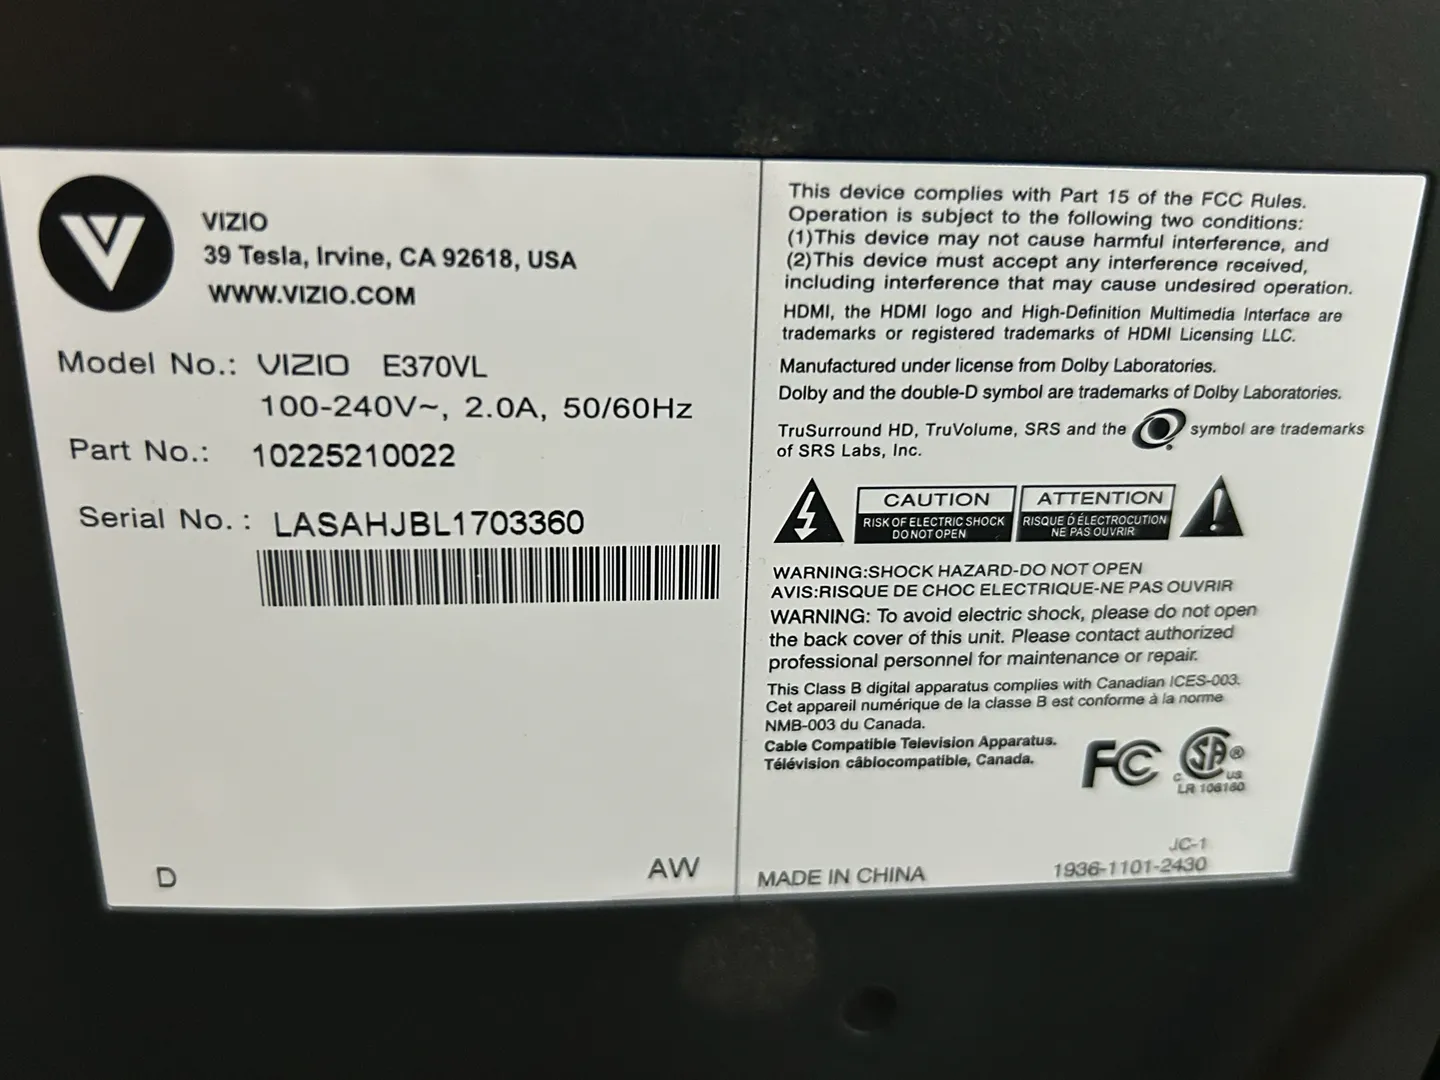 VIZIO
39 Tesla, Irvine, CA 92618, USA
WWW.VIZIO.COM
Model No.: VIZIO E370VL
100-240V~, 2.0A, 50/60Hz
Part No.: 10225210022
Serial No. : LASAHJBL1703360
D
AW
This device complies with Part 15 of the FCC Rules.
Operation is subject to the following two conditions:
(1)This device may not cause harmful interference, and
(2)This device must accept any interference received,
including interference that may cause undesired operation.
HDMI, the HDMI logo and High-Definition Multimedia Interface are
trademarks or registered trademarks of HDMI Licensing LLC.
Manufactured under license from Dolby Laboratories.
Dolby and the double-D symbol are trademarks of Dolby Laboratories.
TruSurround HD, TruVolume, SRS and the symbol are trademarks
of SRS Labs, Inc.
CAUTION
RISK OF ELECTRIC SHOCK
DO NOT OPEN
ATTENTION
RISQUE D'ÉLECTROCUTION
NE PAS OUVRIR
WARNING:SHOCK HAZARD-DO NOT OPEN
AVIS:RISQUE DE CHOC ELECTRIQUE-NE PAS OUVRIR
WARNING: To avoid electric shock, please do not open
the back cover of this unit. Please contact authorized
professional personnel for maintenance or repair.
This Class B digital apparatus complies with Canadian ICES-003.
Cet appareil numérique de la classe B est conforme à la norme
NMB-003 du Canada.
Cable Compatible Television Apparatus.
Télévision câblocompatible, Canada.
FC
C SA® US
LR 108160
MADE IN CHINA
JC-1
1936-1101-2430